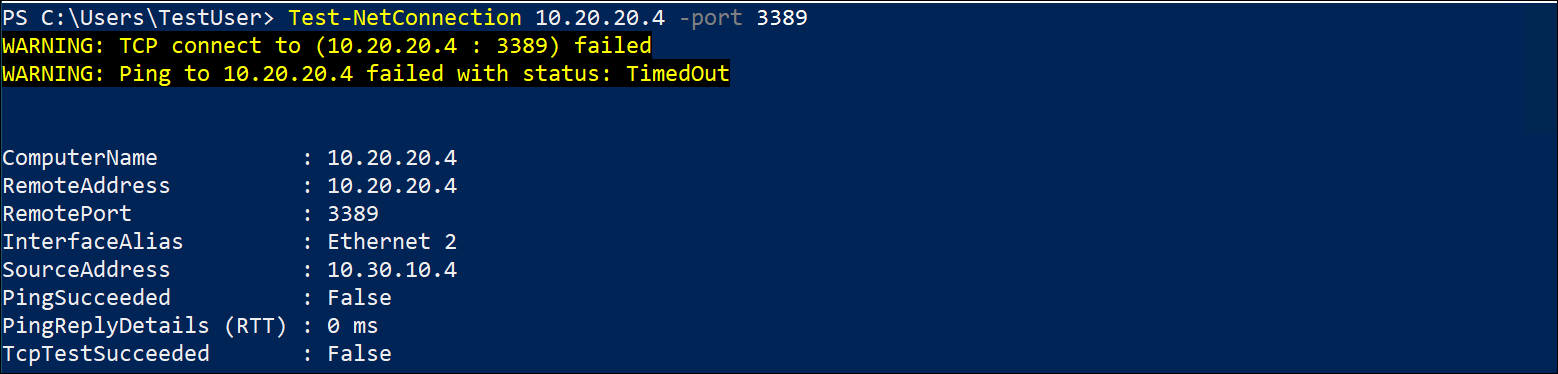 PS C:\Users\TestUser> Test-NetConnection 10.20.20.4 -port 3389
WARNING: TCP connect to (10.20.20.4 : 3389) failed
WARNING: Ping to 10.20.20.4 failed with status: TimedOut
ComputerName : 10.20.20.4
RemoteAddress : 10.20.20.4
RemotePort : 3389
InterfaceAlias : Ethernet 2
SourceAddress : 10.30.10.4
PingSucceeded : False
PingReplyDetails (RTT) : 0 ms
TcpTestSucceeded : False